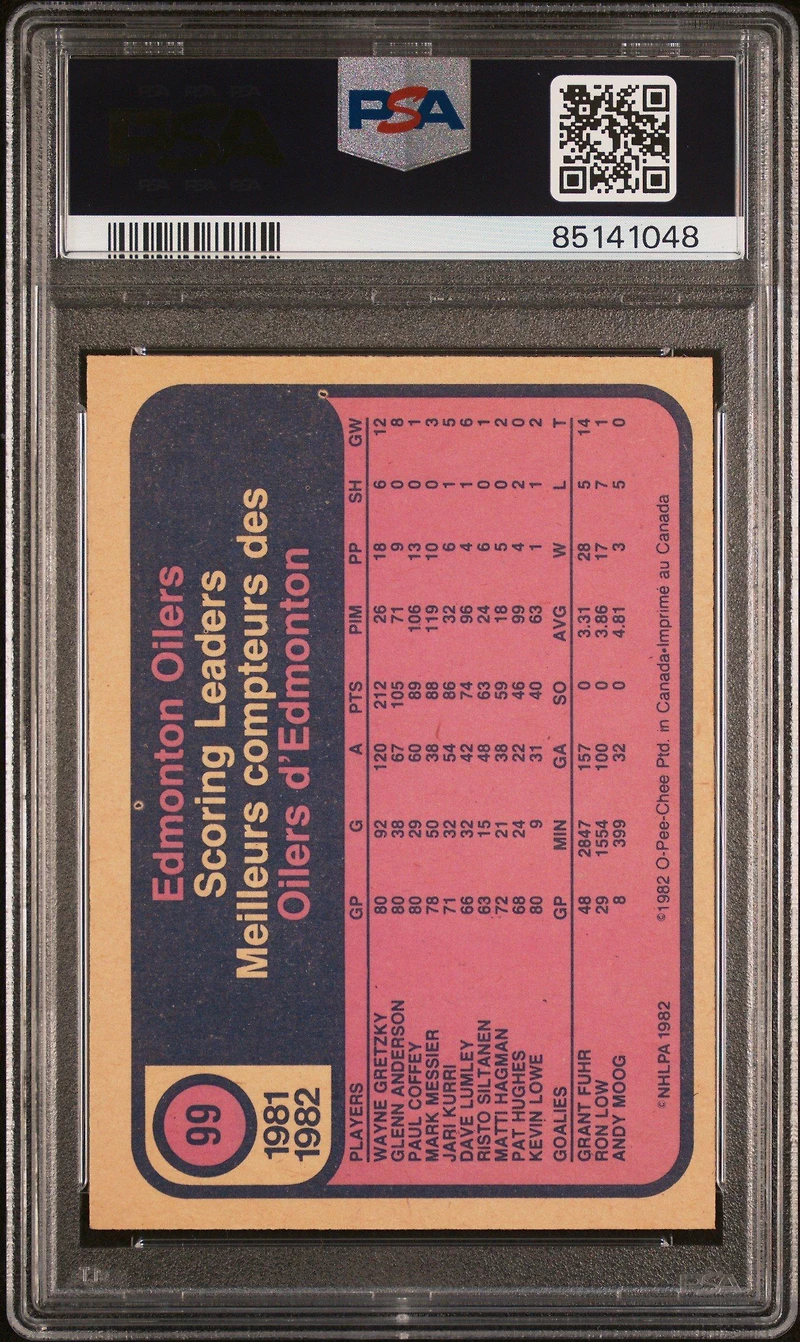 PSA
85141048
99
1981
1982
Edmonton Oilers
Scoring Leaders
Meilleurs compteurs des
Oilers d'Edmonton
PLAYERS GP G A PTS PIM PP SH GW
WAYNE GRETZKY 80 92 120 212 26 18 6 12
GLENN ANDERSON 80 38 67 105 71 9 0 8
PAUL COFFEY 80 29 60 89 106 13 0 1
MARK MESSIER 78 50 38 88 119 10 0 3
JARI KURRI 71 32 54 86 32 6 1 5
DAVE LUMLEY 66 32 42 74 96 4 1 6
RISTO SILTANEN 63 15 48 63 24 6 0 1
MATTI HAGMAN 72 21 38 59 18 5 0 2
PAT HUGHES 68 24 22 46 99 4 2 0
KEVIN LOWE 80 9 31 40 63 1 1 2
GOALIES GP MIN GA SO AVG W L T
GRANT FUHR 48 2847 157 0 3.31 28 5 14
RON LOW 29 1554 100 0 3.86 17 7 1
ANDY MOOG 8 399 32 0 4.81 3 5 0
©NHLPA 1982 ©1982 O-Pee-Chee Ptd. in Canada•Imprimé au Canada
PSA